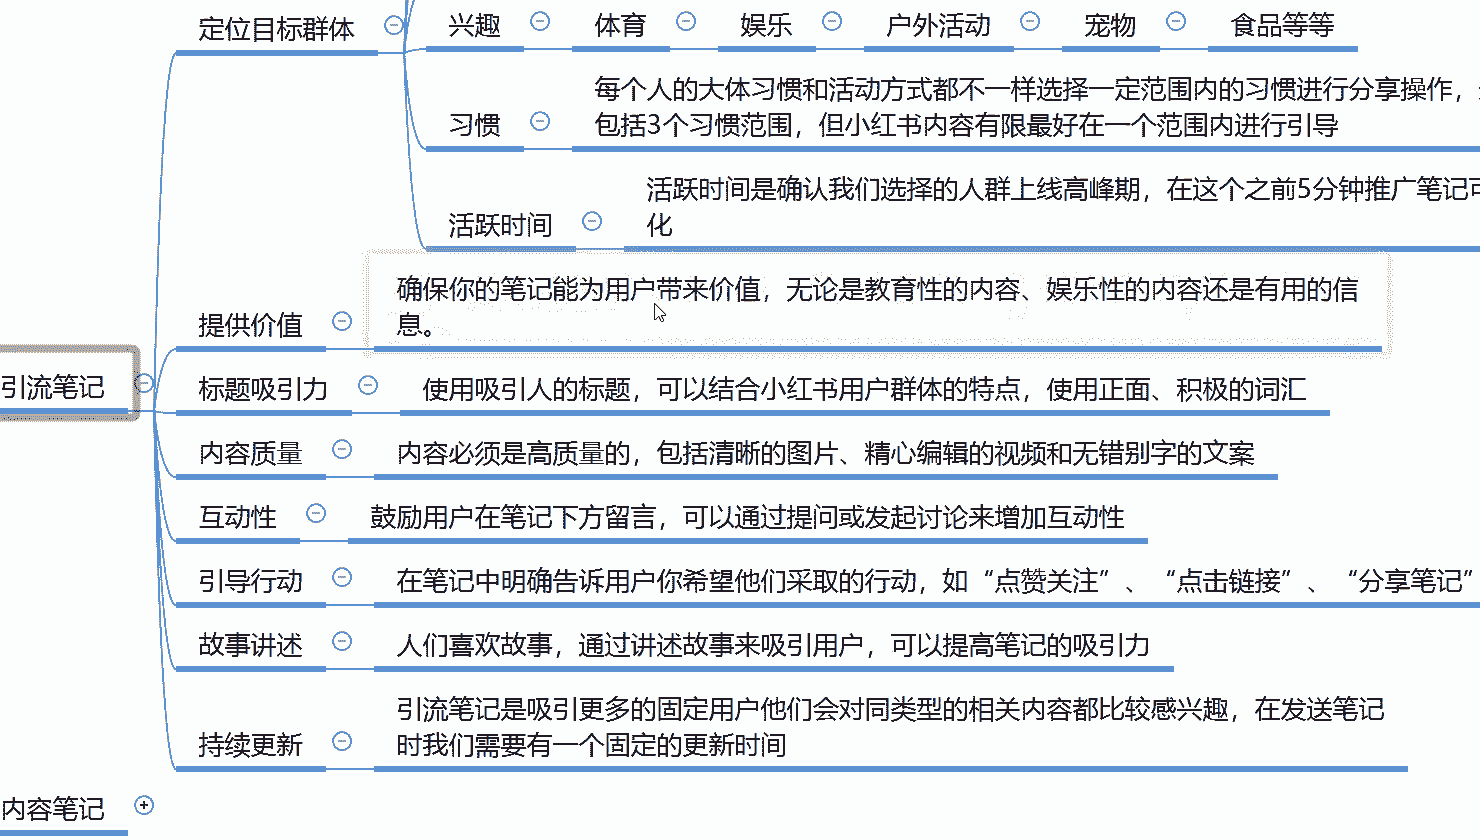 定位目标群体
兴趣
体育
娱乐
户外活动
宠物
食品等等
习惯
每个人的大体习惯和活动方式都不一样选择一定范围内的习惯进行分享操作，
包括3个习惯范围，但小红书内容有限最好在一个范围内进行引导
活跃时间
活跃时间是确认我们选择的人群上线高峰期，在这个之前5分钟推广笔记可
化
提供价值
确保你的笔记能为用户带来价值，无论是教育性的内容、娱乐性的内容还是有用的信
息。
引流笔记
标题吸引力
使用吸引人的标题，可以结合小红书用户群体的特点，使用正面、积极的词汇
内容质量
内容必须是高质量的，包括清晰的图片、精心编辑的视频和无错别字的文案
互动性
鼓励用户在笔记下方留言，可以通过提问或发起讨论来增加互动性
引导行动
在笔记中明确告诉用户你希望他们采取的行动，如“点赞关注”、“点击链接”、“分享笔记”
故事讲述
人们喜欢故事，通过讲述故事来吸引用户，可以提高笔记的吸引力
持续更新
引流笔记是吸引更多的固定用户他们会对同类型的相关内容都比较感兴趣，在发送笔记
时我们需要有一个固定的更新时间
内容笔记